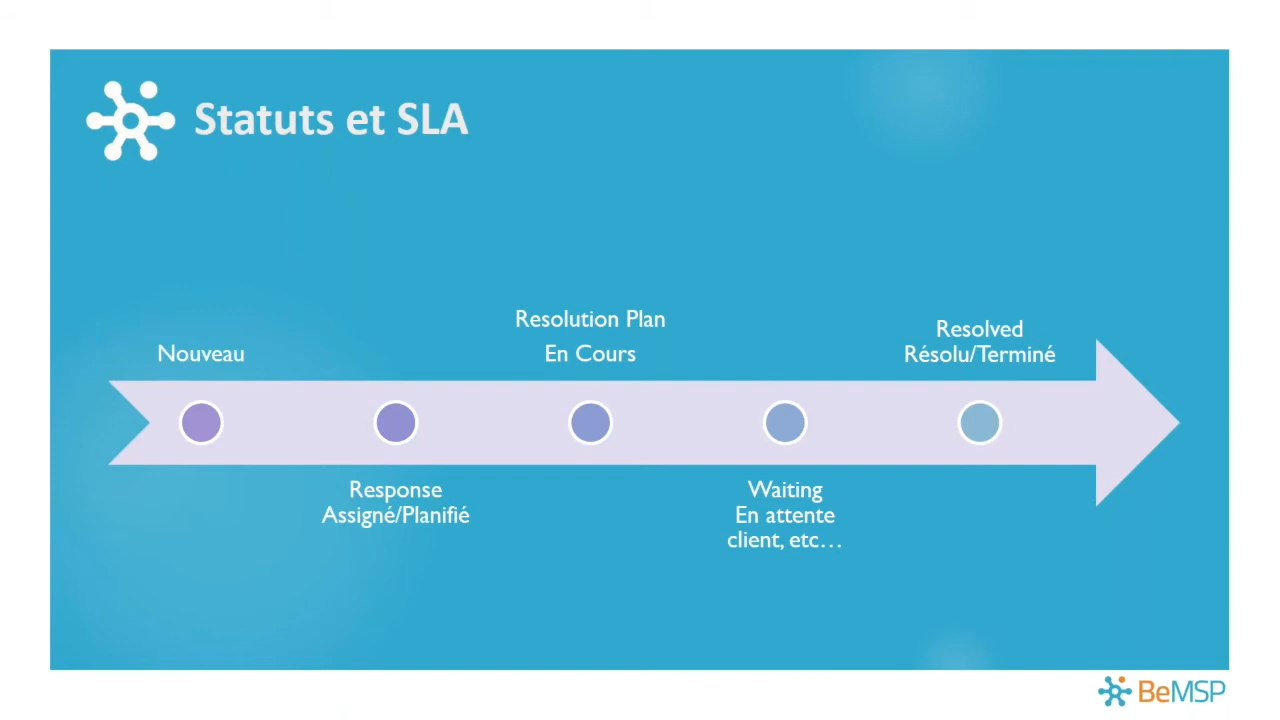 Statuts et SLA
Nouveau
Response
Assigné/Planifié
Resolution Plan
En Cours
Waiting
En attente
client, etc…
Resolved
Résolu/Terminé
BeMSP